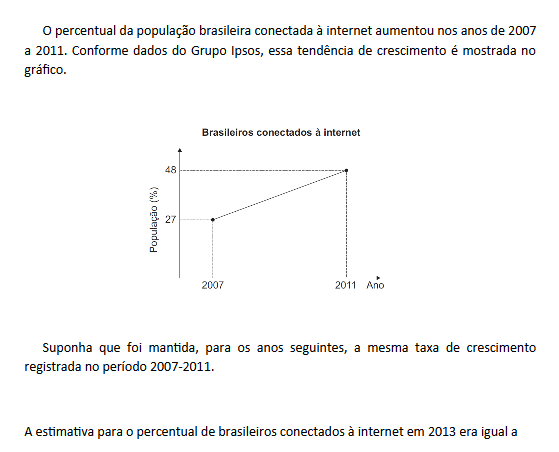 O percentual da população brasileira conectada à internet aumentou nos anos de 2007
a 2011. Conforme dados do Grupo Ipsos, essa tendência de crescimento é mostrada no
gráfico.
Brasileiros conectados à internet
População (%)
48
27
2007
2011
Ano
Suponha que foi mantida, para os anos seguintes, a mesma taxa de crescimento
registrada no período 2007-2011.
A estimativa para o percentual de brasileiros conectados à internet em 2013 era igual a